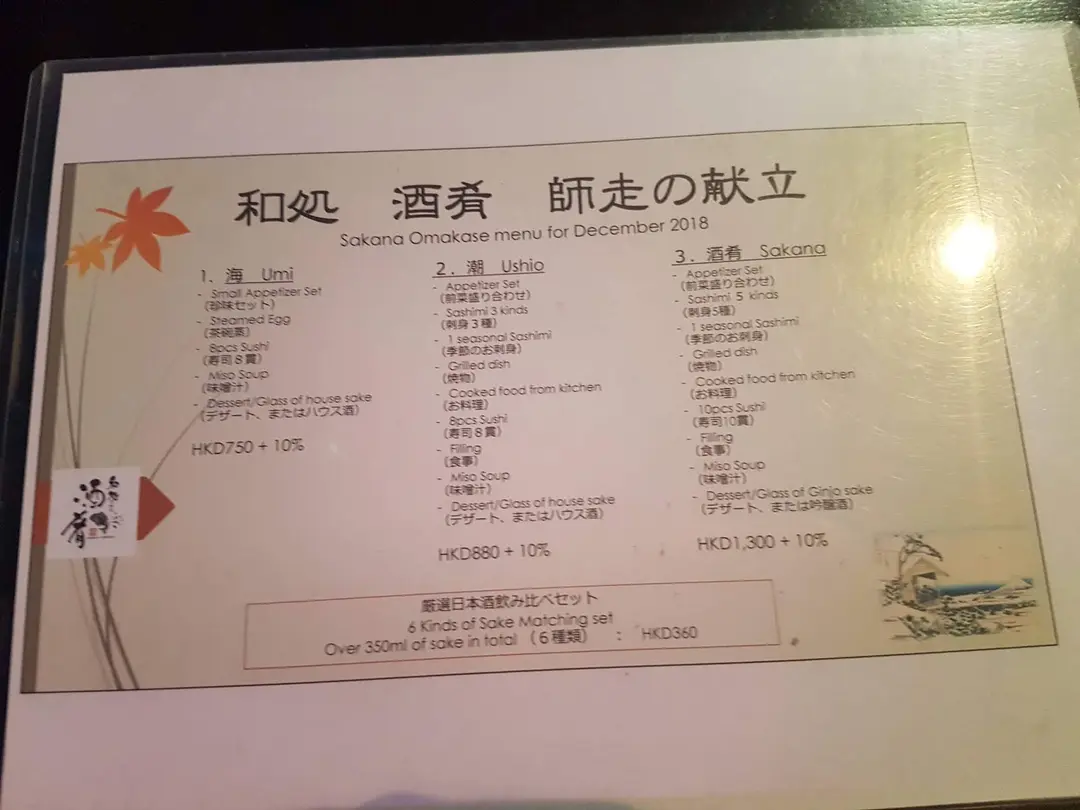 和処 酒肴 師走の献立
Sakana Omakase menu for December 2018
1. 海 Umi
- Small Appetizer Set
(珍味セット)
- Steamed Egg
(茶碗蒸)
- 8pcs Sushi
(寿司８貫)
- Miso Soup
(味噌汁)
- Dessert/Glass of house sake
(デザート、またはハウス酒)
HKD750 + 10%
2. 潮 Ushio
- Appetizer Set
(前菜盛り合わせ)
- Sashimi 3 kinds
(刺身３種)
- 1 seasonal Sashimi
(季節のお刺身)
- Grilled dish
(焼物)
- Cooked food from kitchen
(お料理)
- 8pcs Sushi
(寿司８貫)
- Filling
(食事)
- Miso Soup
(味噌汁)
- Dessert/Glass of house sake
(デザート、またはハウス酒)
HKD880 + 10%
3. 酒肴 Sakana
- Appetizer Set
(前菜盛り合わせ)
- Sashimi 5 kinds
(刺身5種)
- 1 seasonal Sashimi
(季節のお刺身)
- Grilled dish
(焼物)
- Cooked food from kitchen
(お料理)
- 10pcs Sushi
(寿司10貫)
- Filling
(食事)
- Miso Soup
(味噌汁)
- Dessert/Glass of Ginjo sake
(デザート、または吟醸酒)
HKD1,300 + 10%
酒肴
厳選日本酒飲み比べセット
6 Kinds of Sake Matching set
Over 350ml of sake in total (６種類) : HKD360